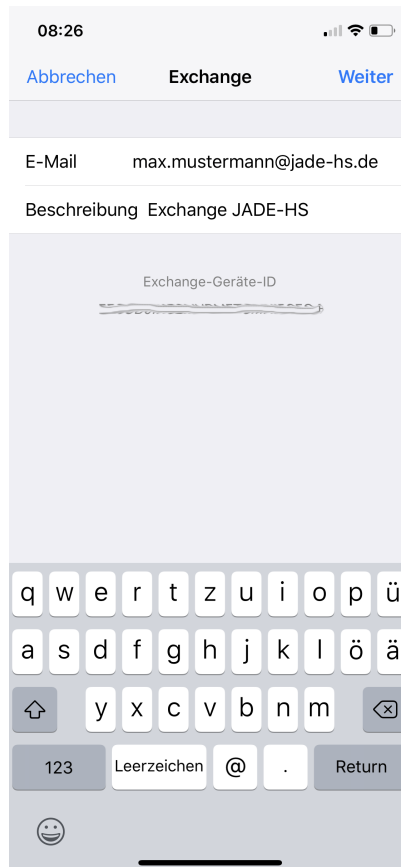 08:26
Abbrechen Exchange Weiter
E-Mail max.mustermann@jade-hs.de
Beschreibung Exchange JADE-HS
Exchange-Geräte-ID
q w e r t z u i o p ü
a s d f g h j k l ö ä
y x c v b n m
123 Leerzeichen @ . Return